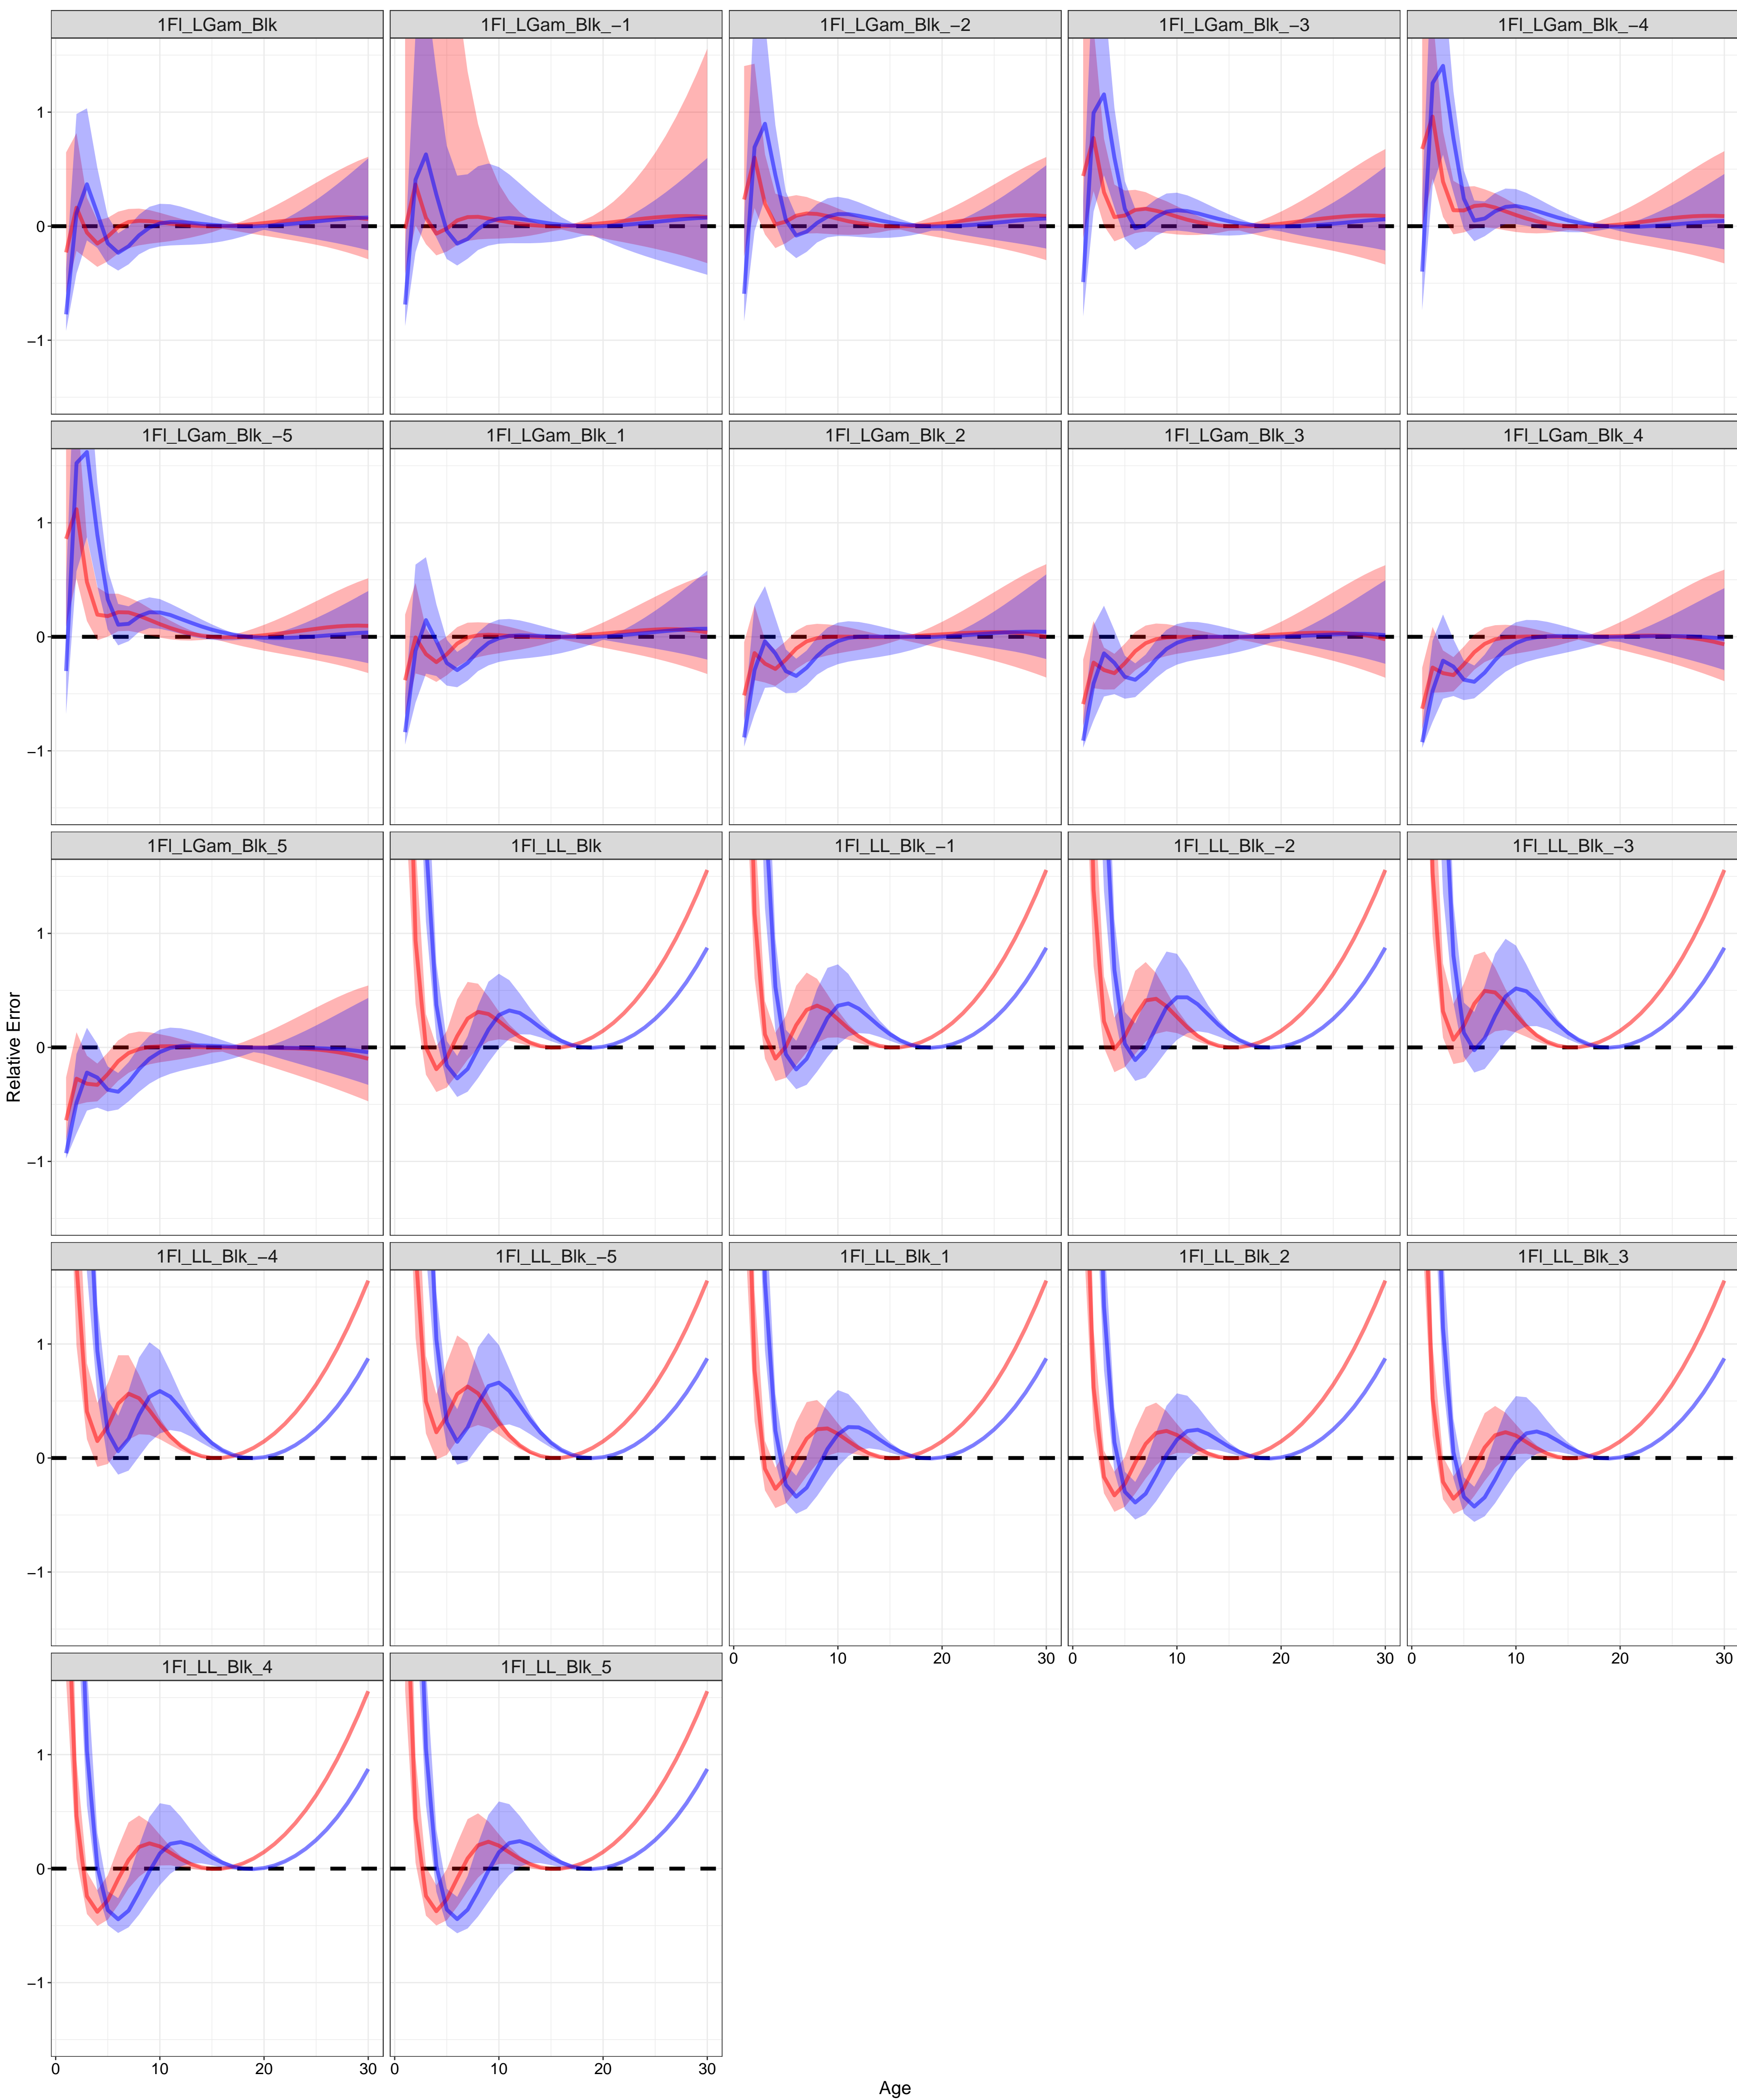 1Fl_LGam_Blk
1Fl_LGam_Blk_−1
1Fl_LGam_Blk_−2
1Fl_LGam_Blk_−3
1Fl_LGam_Blk_−4
1
0
−1
1Fl_LGam_Blk_−5
1Fl_LGam_Blk_1
1Fl_LGam_Blk_2
1Fl_LGam_Blk_3
1Fl_LGam_Blk_4
1
0
−1
1Fl_LGam_Blk_5
1Fl_LL_Blk
1Fl_LL_Blk_−1
1Fl_LL_Blk_−2
1Fl_LL_Blk_−3
1
0
−1
Relative Error
1Fl_LL_Blk_−4
1Fl_LL_Blk_−5
1Fl_LL_Blk_1
1Fl_LL_Blk_2
1Fl_LL_Blk_3
1
0
−1
0 10 20 30
0 10 20 30
0 10 20 30
1Fl_LL_Blk_4
1Fl_LL_Blk_5
1
0
−1
0 10 20 30
0 10 20 30
Age